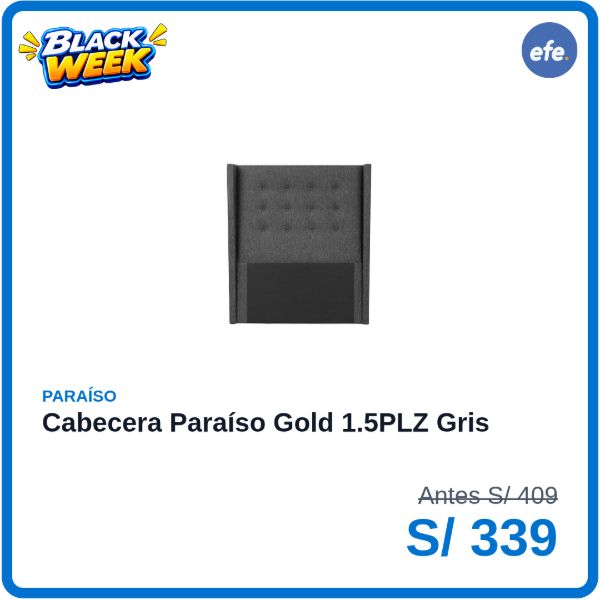 BLACK
WEEK
efe.
PARAÍSO
Cabecera Paraíso Gold 1.5PLZ Gris
Antes S/ 409
S/ 339